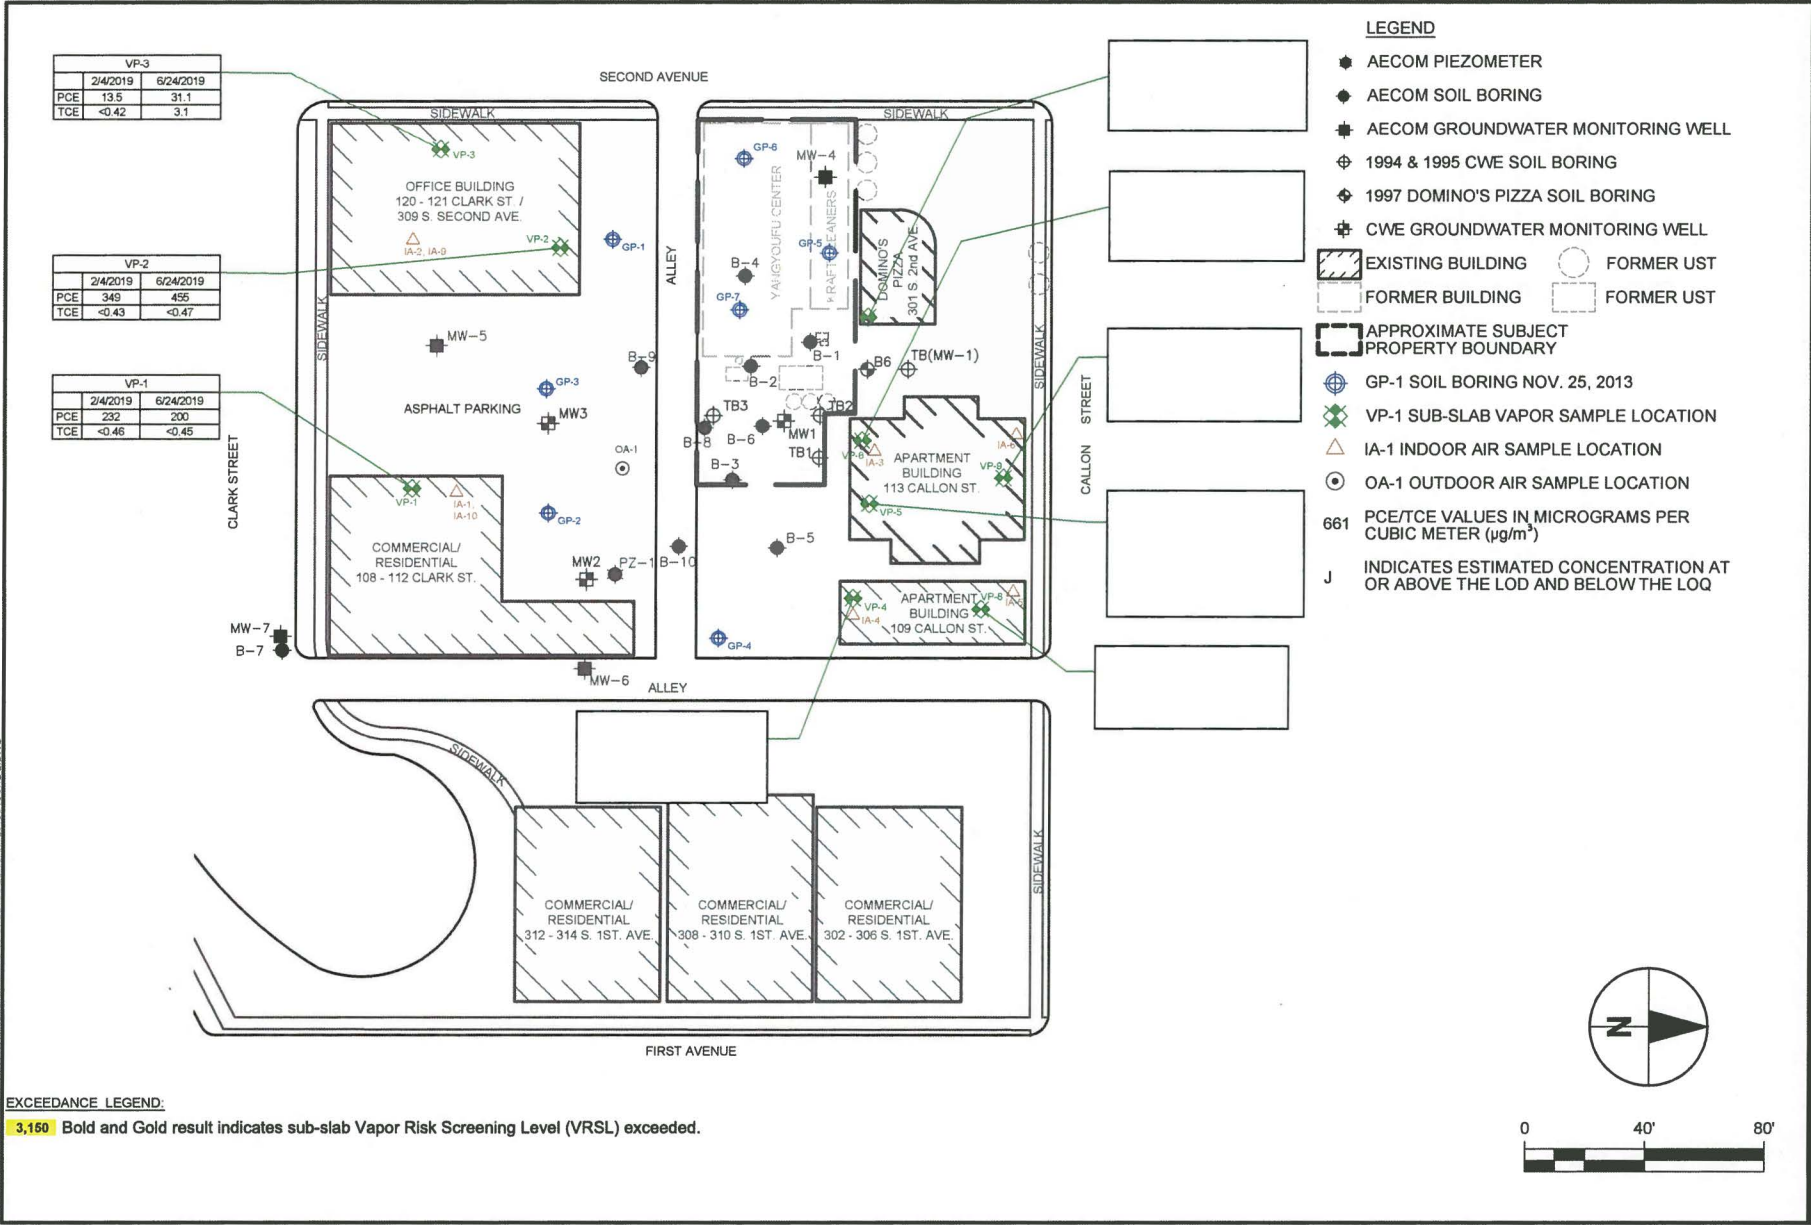 VP-3
2/4/2019 6/24/2019
PCE 13.5 31.1
TCE <0.42 3.1
VP-2
2/4/2019 6/24/2019
PCE 349 455
TCE <0.43 <0.47
VP-1
2/4/2019 6/24/2019
PCE 232 200
TCE <0.46 <0.45
SECOND AVENUE
SIDEWALK
SIDEWALK
VP-3
OFFICE BUILDING
120 - 121 CLARK ST. /
309 S. SECOND AVE.
IA-2, IA-9
VP-2
GP-1
SIDEWALK
ALLEY
MW-5
B-9
GP-3
ASPHALT PARKING
MW3
OA-1
CLARK STREET
VP-1
IA-1,
IA-10
GP-2
COMMERCIAL/
RESIDENTIAL
108 - 112 CLARK ST.
MW2
PZ-1
B-10
MW-7
B-7
MW-6
ALLEY
GP-6
MW-4
YANGYOUFU CENTER
GP-5
B-4
GP-7
DOMINO'S
PIZZA
301 S. 2nd AVE.
B-1
B-2
B6
TB(MW-1)
TB3
TB2
B-8
B-6
MW1
TB1
B-3
B-5
SIDEWALK
CALLON STREET
IA-3
IA-6
VP-9
APARTMENT
BUILDING
113 CALLON ST.
VP-5
APARTMENT
BUILDING
109 CALLON ST.
VP-4
IA-4
VP-8
GP-4
SIDEWALK
SIDEWALK
COMMERCIAL/
RESIDENTIAL
312 - 314 S. 1ST. AVE.
COMMERCIAL/
RESIDENTIAL
308 - 310 S. 1ST. AVE.
COMMERCIAL/
RESIDENTIAL
302 - 306 S. 1ST. AVE.
FIRST AVENUE
LEGEND
AECOM PIEZOMETER
AECOM SOIL BORING
AECOM GROUNDWATER MONITORING WELL
1994 & 1995 CWE SOIL BORING
1997 DOMINO'S PIZZA SOIL BORING
CWE GROUNDWATER MONITORING WELL
EXISTING BUILDING FORMER UST
FORMER BUILDING FORMER UST
APPROXIMATE SUBJECT
PROPERTY BOUNDARY
GP-1 SOIL BORING NOV. 25, 2013
VP-1 SUB-SLAB VAPOR SAMPLE LOCATION
IA-1 INDOOR AIR SAMPLE LOCATION
OA-1 OUTDOOR AIR SAMPLE LOCATION
661 PCE/TCE VALUES IN MICROGRAMS PER
CUBIC METER (µg/m³)
J INDICATES ESTIMATED CONCENTRATION AT
OR ABOVE THE LOD AND BELOW THE LOQ
N
0 40' 80'
EXCEEDANCE LEGEND:
3,150 Bold and Gold result indicates sub-slab Vapor Risk Screening Level (VRSL) exceeded.